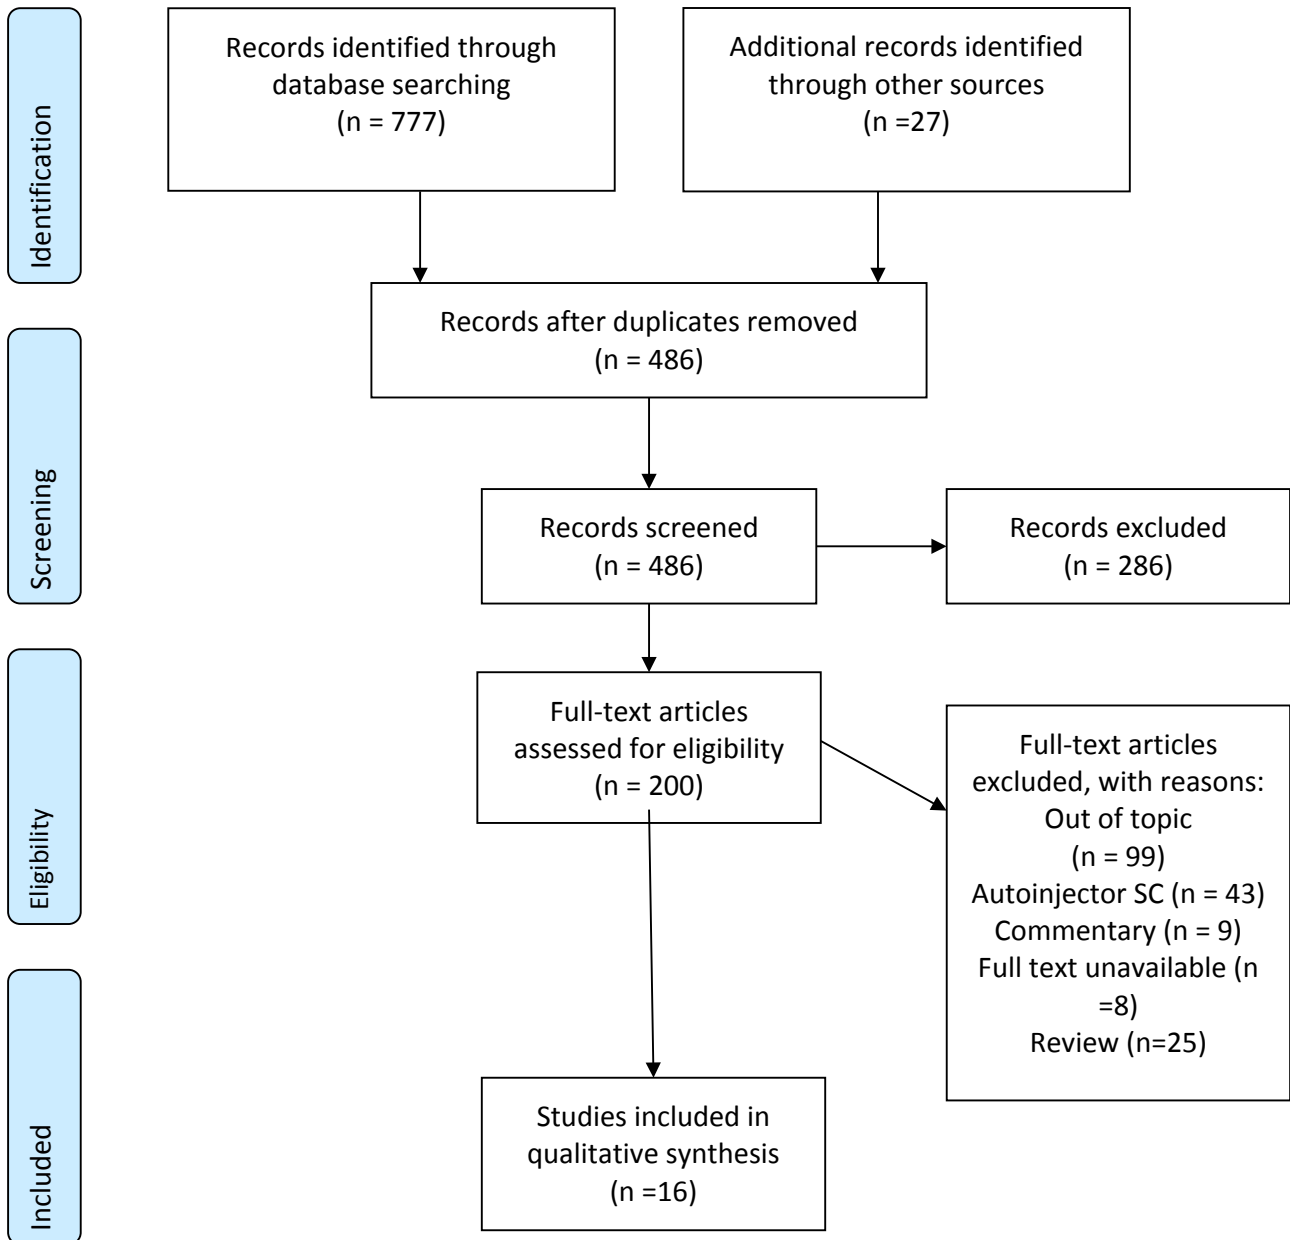 Identification
Records identified through
database searching
(n = 777)
Additional records identified
through other sources
(n =27)
Records after duplicates removed
(n = 486)
Screening
Records screened
(n = 486)
Records excluded
(n = 286)
Eligibility
Full-text articles
assessed for eligibility
(n = 200)
Full-text articles
excluded, with reasons:
Out of topic
(n = 99)
Autoinjector SC (n = 43)
Commentary (n = 9)
Full text unavailable (n
=8)
Review (n=25)
Included
Studies included in
qualitative synthesis
(n =16)